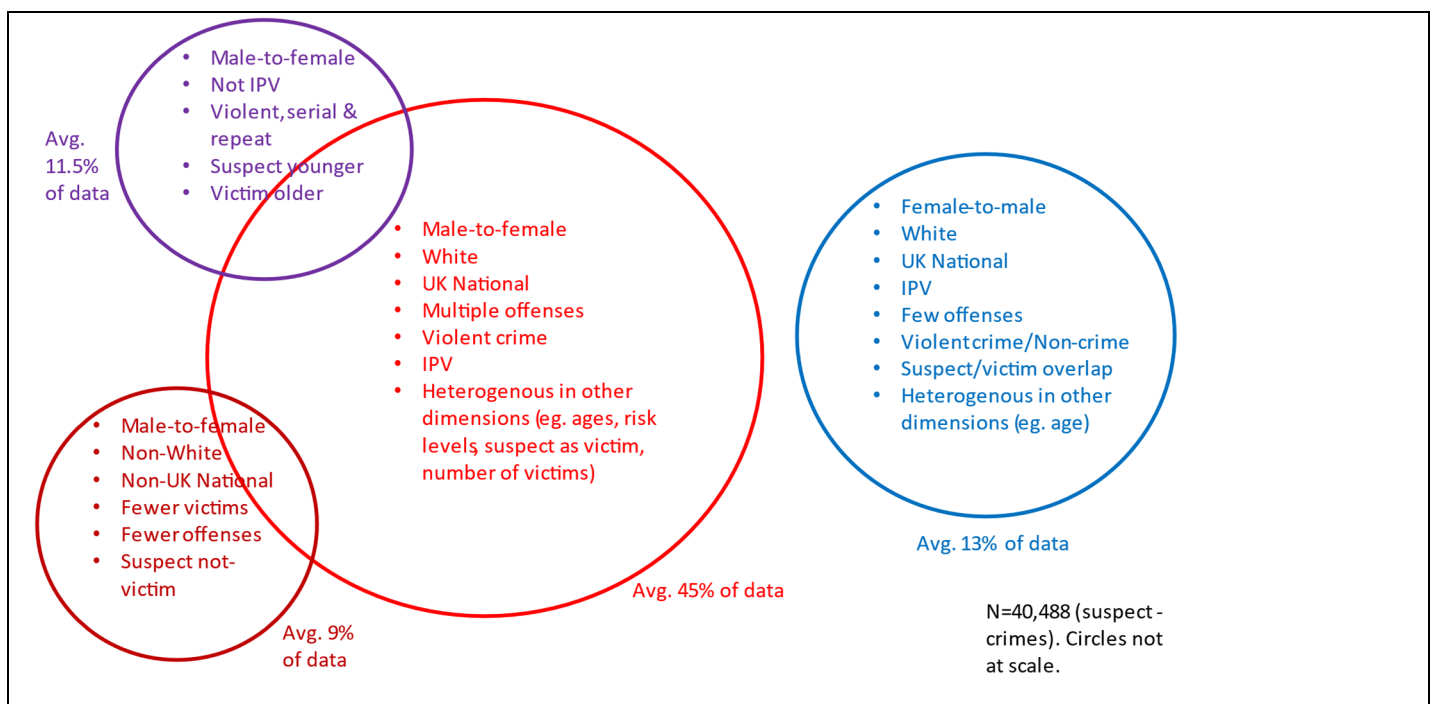 • Male-to-female
• Not IPV
• Violent, serial &
repeat
• Suspect younger
• Victim older
Avg.
11.5%
of data
• Male-to-female
• White
• UK National
• Multiple offenses
• Violent crime
• IPV
• Heterogenous in other
dimensions (eg. ages, risk
levels, suspect as victim,
number of victims)
Avg. 45% of data
• Female-to-male
• White
• UK National
• IPV
• Few offenses
• Violent crime/Non-crime
• Suspect/victim overlap
• Heterogenous in other
dimensions (eg. age)
Avg. 13% of data
• Male-to-female
• Non-White
• Non-UK National
• Fewer victims
• Fewer offenses
• Suspect not-
victim
Avg. 9%
of data
N=40,488 (suspect -
crimes). Circles not
at scale.